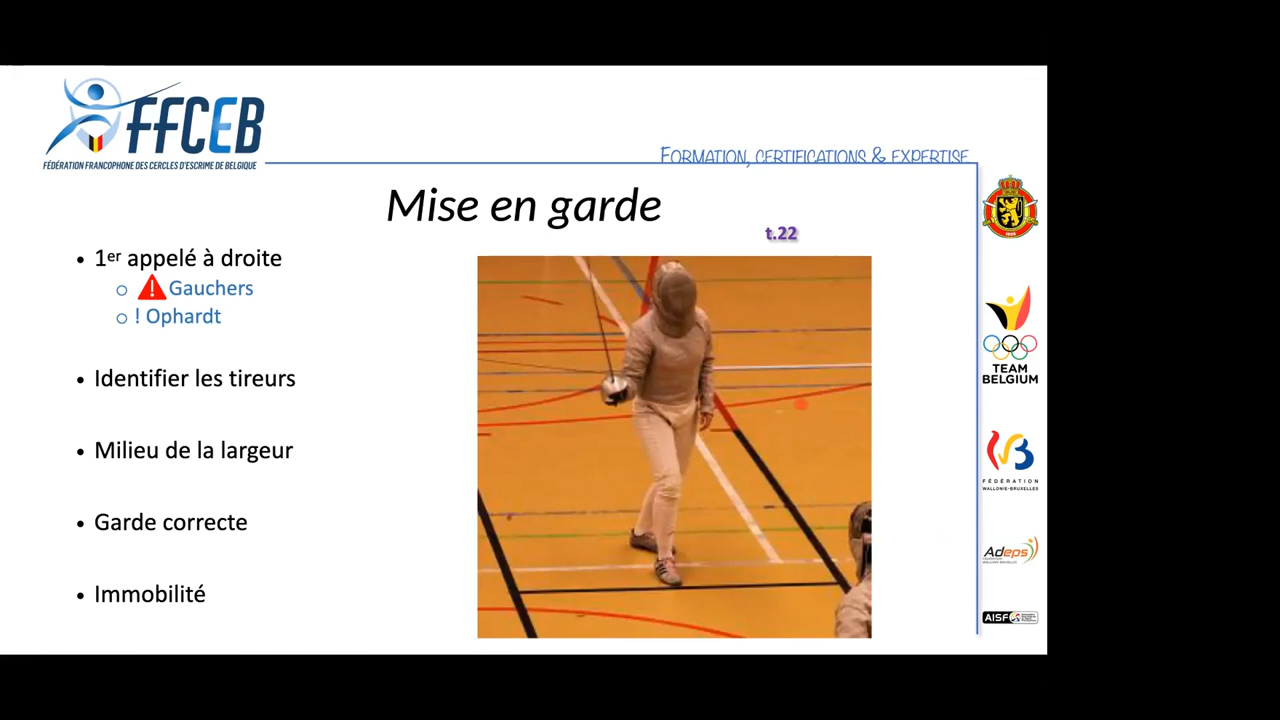 FFCEB
FÉDÉRATION FRANCOPHONE DES CERCLES D'ESCRIME DE BELGIQUE
FORMATION, CERTIFICATIONS & EXPERTISE
Mise en garde
t.22
• 1er appelé à droite
o Gauchers
o ! Ophardt
• Identifier les tireurs
• Milieu de la largeur
• Garde correcte
• Immobilité
TEAM
BELGIUM
FÉDÉRATION
WALLONIE-BRUXELLES
Adeps
AISF